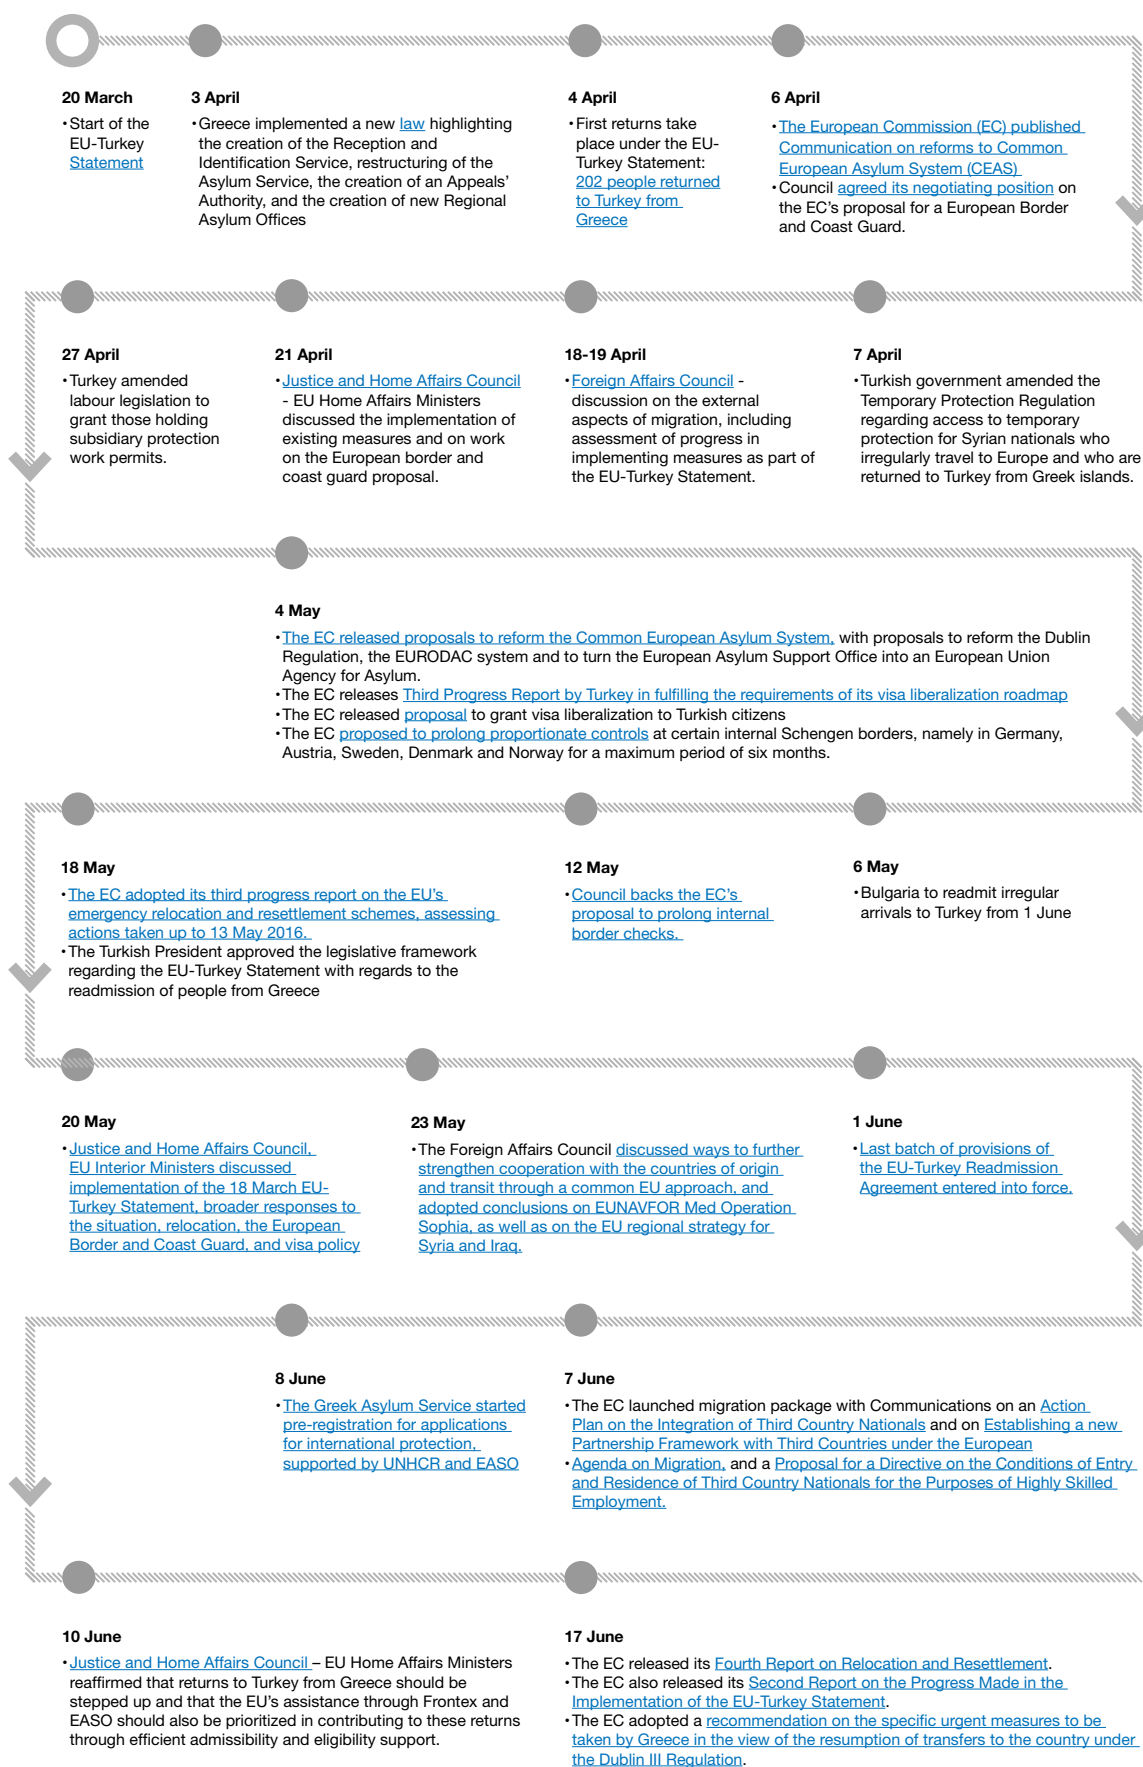 20 March
•Start of the
EU-Turkey
Statement
3 April
•Greece implemented a new law highlighting
the creation of the Reception and
Identification Service, restructuring of the
Asylum Service, the creation of an Appeals’
Authority, and the creation of new Regional
Asylum Offices
4 April
•First returns take
place under the EU-
Turkey Statement:
202 people returned
to Turkey from
Greece
6 April
•The European Commission (EC) published
Communication on reforms to Common
European Asylum System (CEAS)
•Council agreed its negotiating position on
the EC’s proposal for a European Border
and Coast Guard.
27 April
•Turkey amended
labour legislation to
grant those holding
subsidiary protection
work permits.
21 April
•Justice and Home Affairs Council
- EU Home Affairs Ministers
discussed the implementation of
existing measures and on work
on the European border and
coast guard proposal.
18-19 April
•Foreign Affairs Council -
discussion on the external
aspects of migration, including
assessment of progress in
implementing measures as part of
the EU-Turkey Statement.
7 April
•Turkish government amended the
Temporary Protection Regulation
regarding access to temporary
protection for Syrian nationals who
irregularly travel to Europe and who are
returned to Turkey from Greek islands.
4 May
•The EC released proposals to reform the Common European Asylum System, with proposals to reform the Dublin
Regulation, the EURODAC system and to turn the European Asylum Support Office into an European Union
Agency for Asylum.
•The EC releases Third Progress Report by Turkey in fulfilling the requirements of its visa liberalization roadmap
•The EC released proposal to grant visa liberalization to Turkish citizens
•The EC proposed to prolong proportionate controls at certain internal Schengen borders, namely in Germany,
Austria, Sweden, Denmark and Norway for a maximum period of six months.
18 May
•The EC adopted its third progress report on the EU’s
emergency relocation and resettlement schemes, assessing
actions taken up to 13 May 2016.
•The Turkish President approved the legislative framework
regarding the EU-Turkey Statement with regards to the
readmission of people from Greece
12 May
•Council backs the EC’s
proposal to prolong internal
border checks.
6 May
•Bulgaria to readmit irregular
arrivals to Turkey from 1 June
20 May
•Justice and Home Affairs Council,
EU Interior Ministers discussed
implementation of the 18 March EU-
Turkey Statement, broader responses to
the situation, relocation, the European
Border and Coast Guard, and visa policy
23 May
•The Foreign Affairs Council discussed ways to further
strengthen cooperation with the countries of origin
and transit through a common EU approach, and
adopted conclusions on EUNAVFOR Med Operation
Sophia, as well as on the EU regional strategy for
Syria and Iraq.
1 June
•Last batch of provisions of
the EU-Turkey Readmission
Agreement entered into force.
8 June
•The Greek Asylum Service started
pre-registration for applications
for international protection,
supported by UNHCR and EASO
7 June
•The EC launched migration package with Communications on an Action
Plan on the Integration of Third Country Nationals and on Establishing a new
Partnership Framework with Third Countries under the European
•Agenda on Migration, and a Proposal for a Directive on the Conditions of Entry
and Residence of Third Country Nationals for the Purposes of Highly Skilled
Employment.
10 June
•Justice and Home Affairs Council – EU Home Affairs Ministers
reaffirmed that returns to Turkey from Greece should be
stepped up and that the EU’s assistance through Frontex and
EASO should also be prioritized in contributing to these returns
through efficient admissibility and eligibility support.
17 June
•The EC released its Fourth Report on Relocation and Resettlement.
•The EC also released its Second Report on the Progress Made in the
Implementation of the EU-Turkey Statement.
•The EC adopted a recommendation on the specific urgent measures to be
taken by Greece in the view of the resumption of transfers to the country under
the Dublin III Regulation.